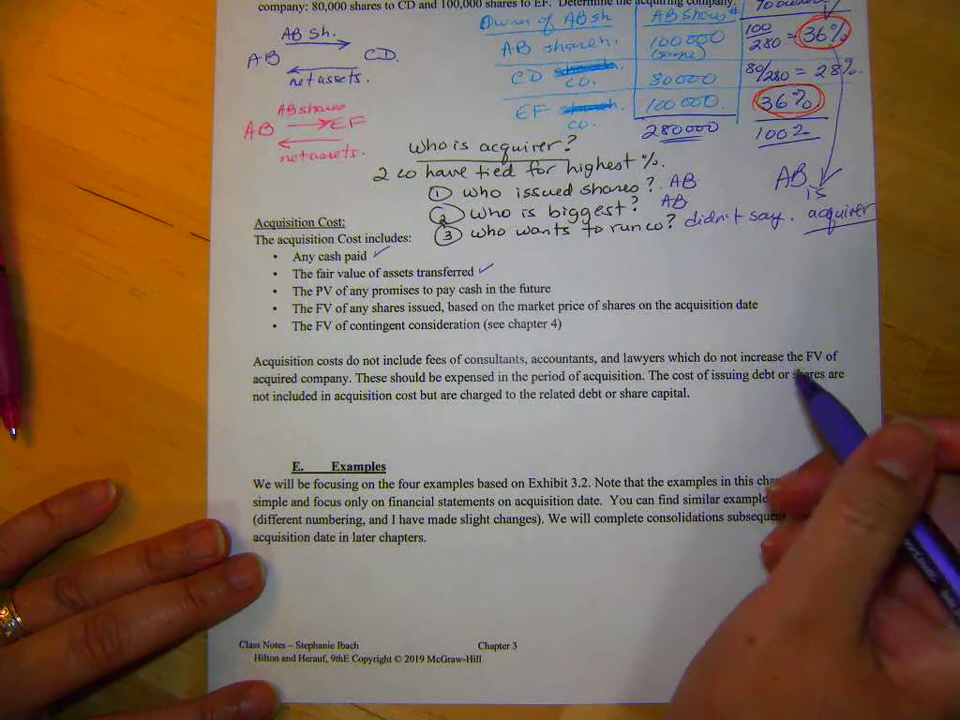 company: 80,000 shares to CD and 100,000 shares to EF. Determine the acquiring company.
AB Sh.
AB CD.
net assets.
AB shares
AB EF
net assets.
Owner of AB sh AB Shares #
AB shareh. 100000 100/280 = 36%
(same)
CD co. 80000 80/280 = 28%.
EF co. 100000 36%
280000 100%
Who is acquirer?
2 co have tied for highest %.
① who issued shares? AB
② who is biggest? AB
③ who wants to run co? didn't say.
AB
is
acquirer
Acquisition Cost:
The acquisition Cost includes:
• Any cash paid ✓
• The fair value of assets transferred ✓
• The PV of any promises to pay cash in the future
• The FV of any shares issued, based on the market price of shares on the acquisition date
• The FV of contingent consideration (see chapter 4)
Acquisition costs do not include fees of consultants, accountants, and lawyers which do not increase the FV of
acquired company. These should be expensed in the period of acquisition. The cost of issuing debt or shares are
not included in acquisition cost but are charged to the related debt or share capital.
E. Examples
We will be focusing on the four examples based on Exhibit 3.2. Note that the examples in this cha
simple and focus only on financial statements on acquisition date. You can find similar example
(different numbering, and I have made slight changes). We will complete consolidations subsequen
acquisition date in later chapters.
Class Notes – Stephanie Ibach Chapter 3
Hilton and Herauf, 9thE Copyright © 2019 McGraw-Hill